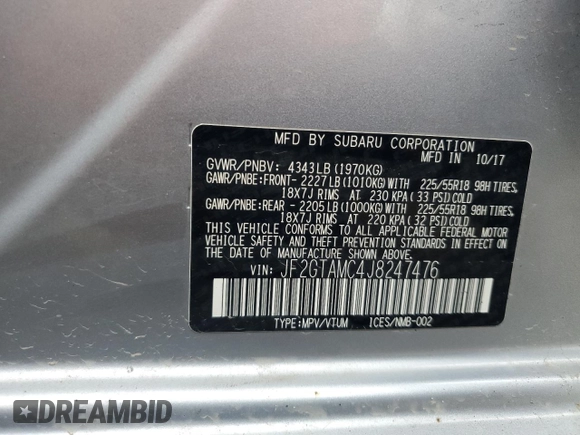 MFD BY SUBARU CORPORATION
MFD IN 10/17
GVWR/PNBV: 4343LB(1970KG)
GAWR/PNBE:FRONT- 2227LB(1010KG)WITH 225/55R18 98H TIRES,
18X7J RIMS AT 230 KPA(33 PSI)COLD
GAWR/PNBE:REAR - 2205LB(1000KG)WITH 225/55R18 98H TIRES,
18X7J RIMS AT 220 KPA(32 PSI)COLD
THIS VEHICLE CONFORMS TO ALL APPLICABLE FEDERAL MOTOR
VEHICLE SAFETY AND THEFT PREVENTION STANDARDS IN EFFECT ON
THE DATE OF MANUFACTURE SHOWN ABOVE.
VIN: JF2GTAMC4J8247476
TYPE:MPV/VTUM ICES/NMB-002
DREAMBID